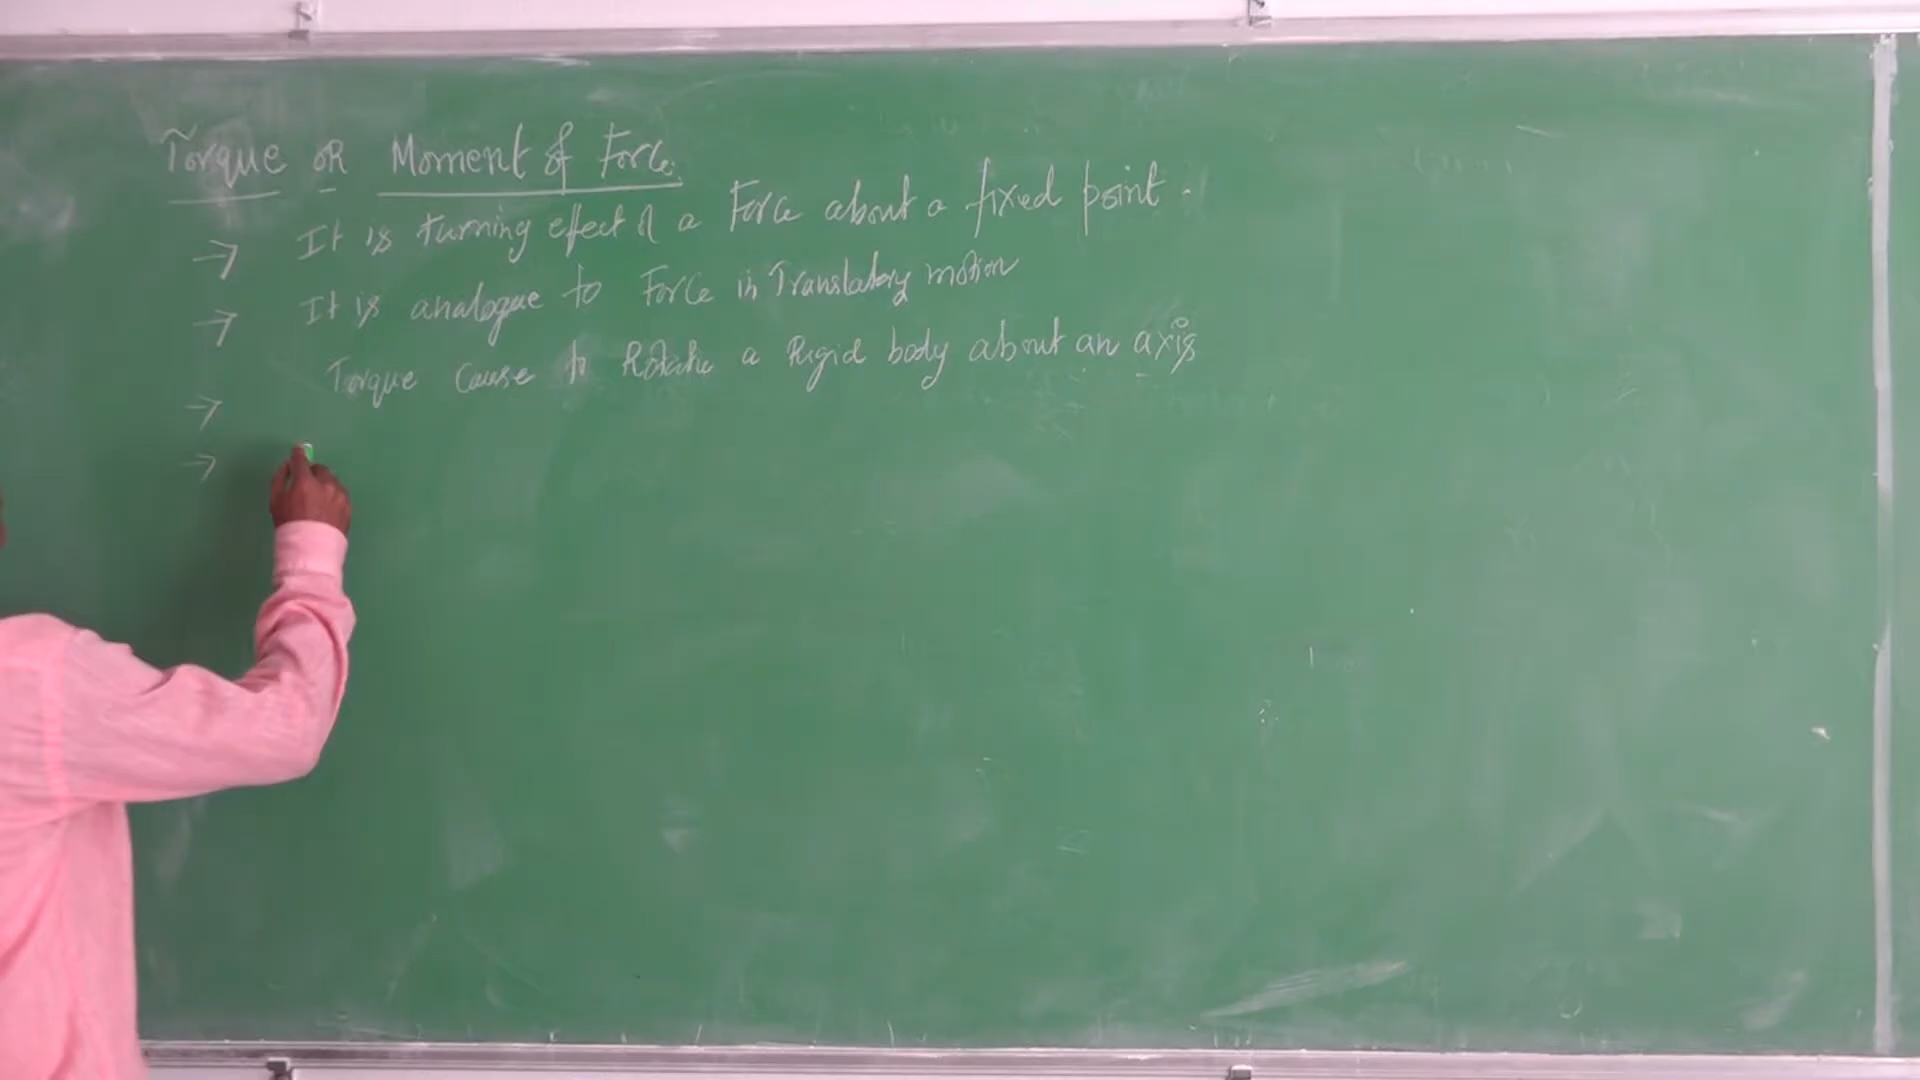 Torque OR Moment of Force.
→ It is turning effect of a Force about a fixed point.
→ It is analogue to Force in Translatory motion
Torque cause to Rotate a Rigid body about an axis
→
→